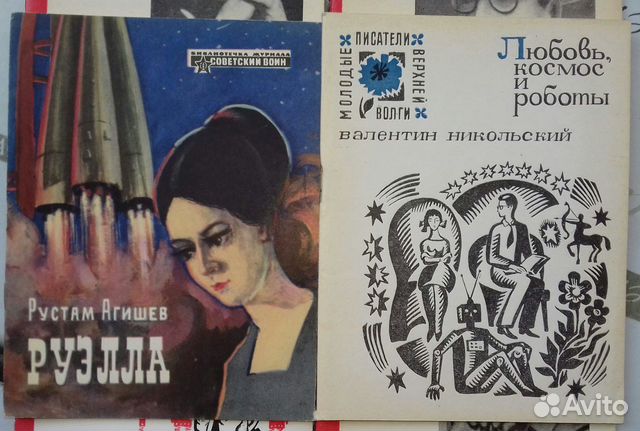 БИБЛИОТЕЧКА ЖУРНАЛА
СОВЕТСКИЙ ВОИН
РУСТАМ АГИШЕВ
РУЭЛЛА
МОЛОДЫЕ
ПИСАТЕЛИ
ВЕРХНЕЙ
ВОЛГИ
Любовь,
космос
и
роботы
ВАЛЕНТИН НИКОЛЬСКИЙ
Avito